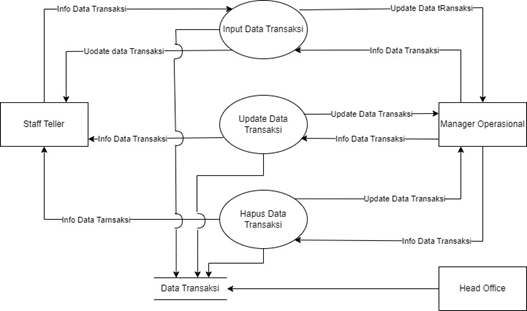 Info Data Transaksi
Update Data tRansaksi
Input Data Transaksi
Uodate data Transaksi
Info Data Transaksi
Staff Teller
Update Data
Transaksi
Update Data Transaksi
Manager Operasional
Info Data Transaksi
Info Data Transaksi
Hapus Data
Transaksi
Update Data Transaksi
Info Data Tarnsaksi
Info Data Transaksi
Data Transaksi
Head Office